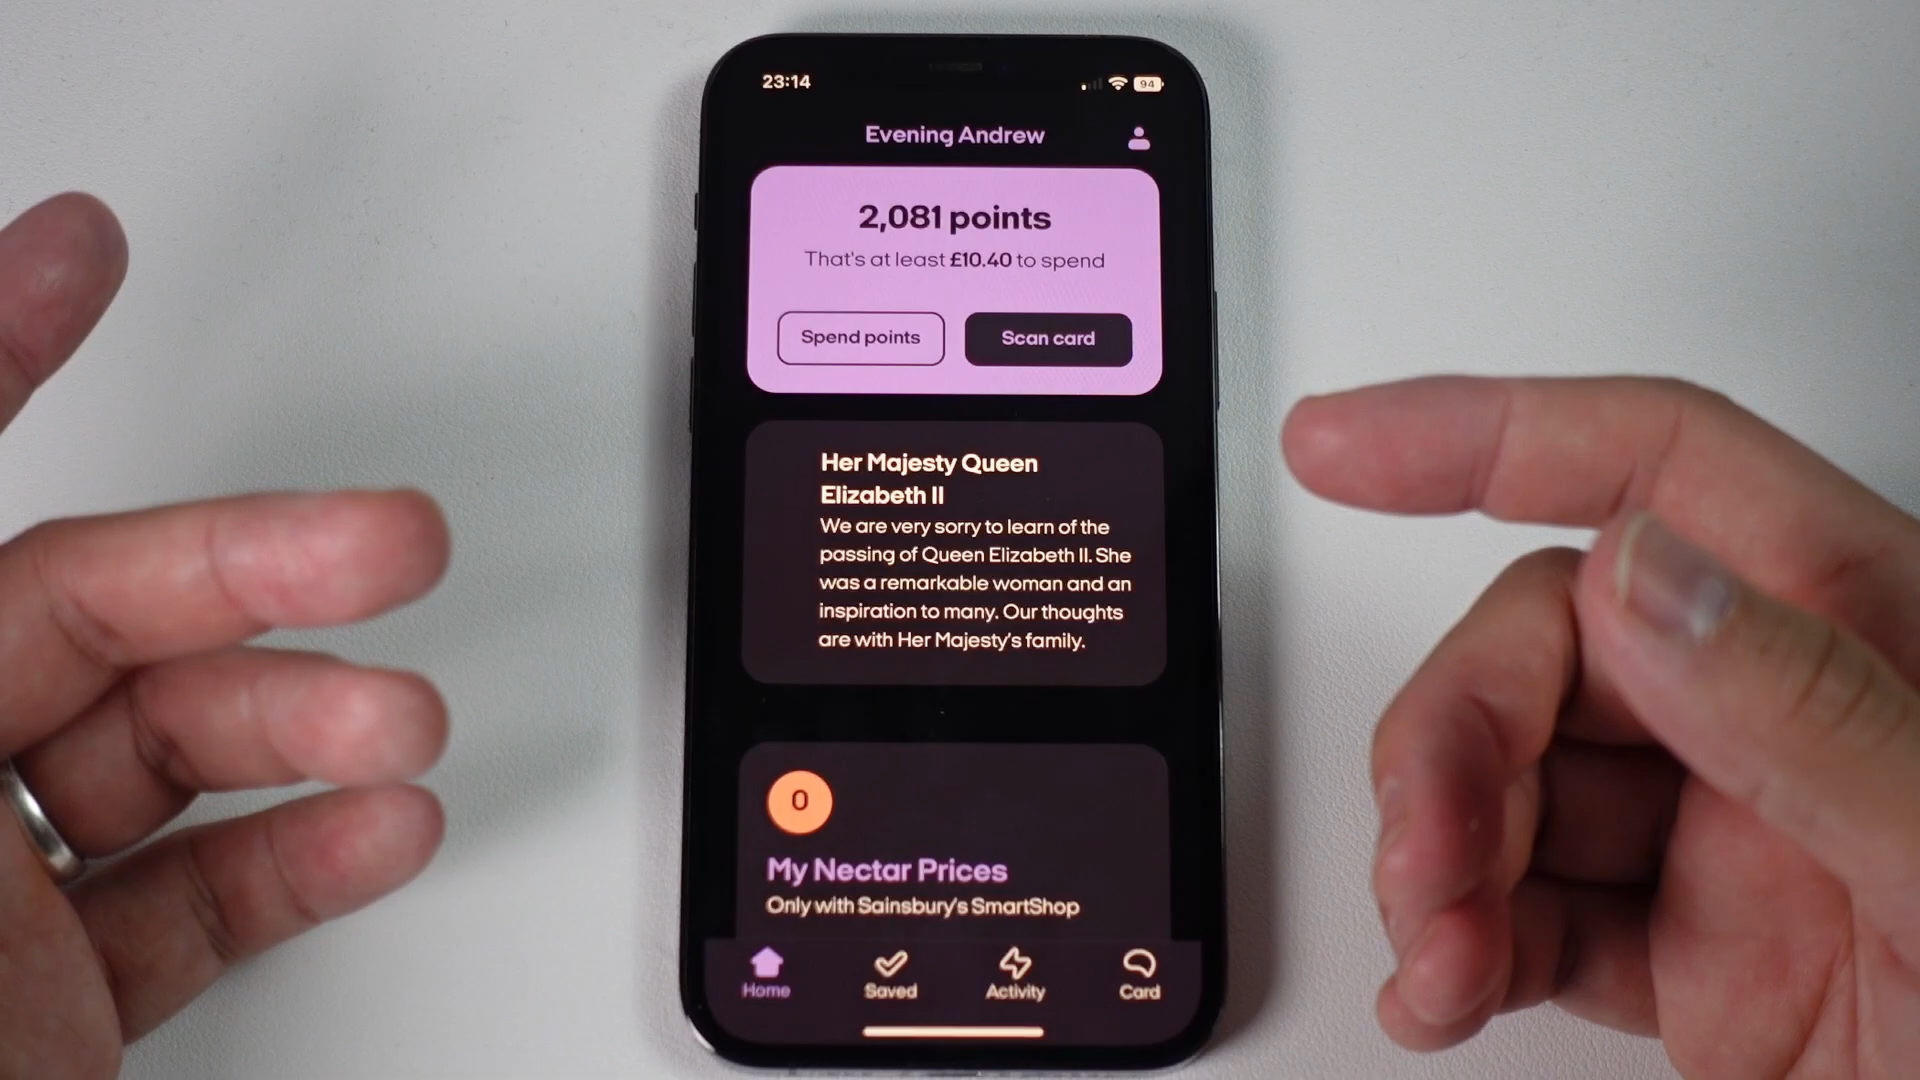 23:14
94
Evening Andrew
2,081 points
That's at least £10.40 to spend
Spend points
Scan card
Her Majesty Queen
Elizabeth II
We are very sorry to learn of the
passing of Queen Elizabeth II. She
was a remarkable woman and an
inspiration to many. Our thoughts
are with Her Majesty's family.
0
My Nectar Prices
Only with Sainsbury's SmartShop
Home
Saved
Activity
Card